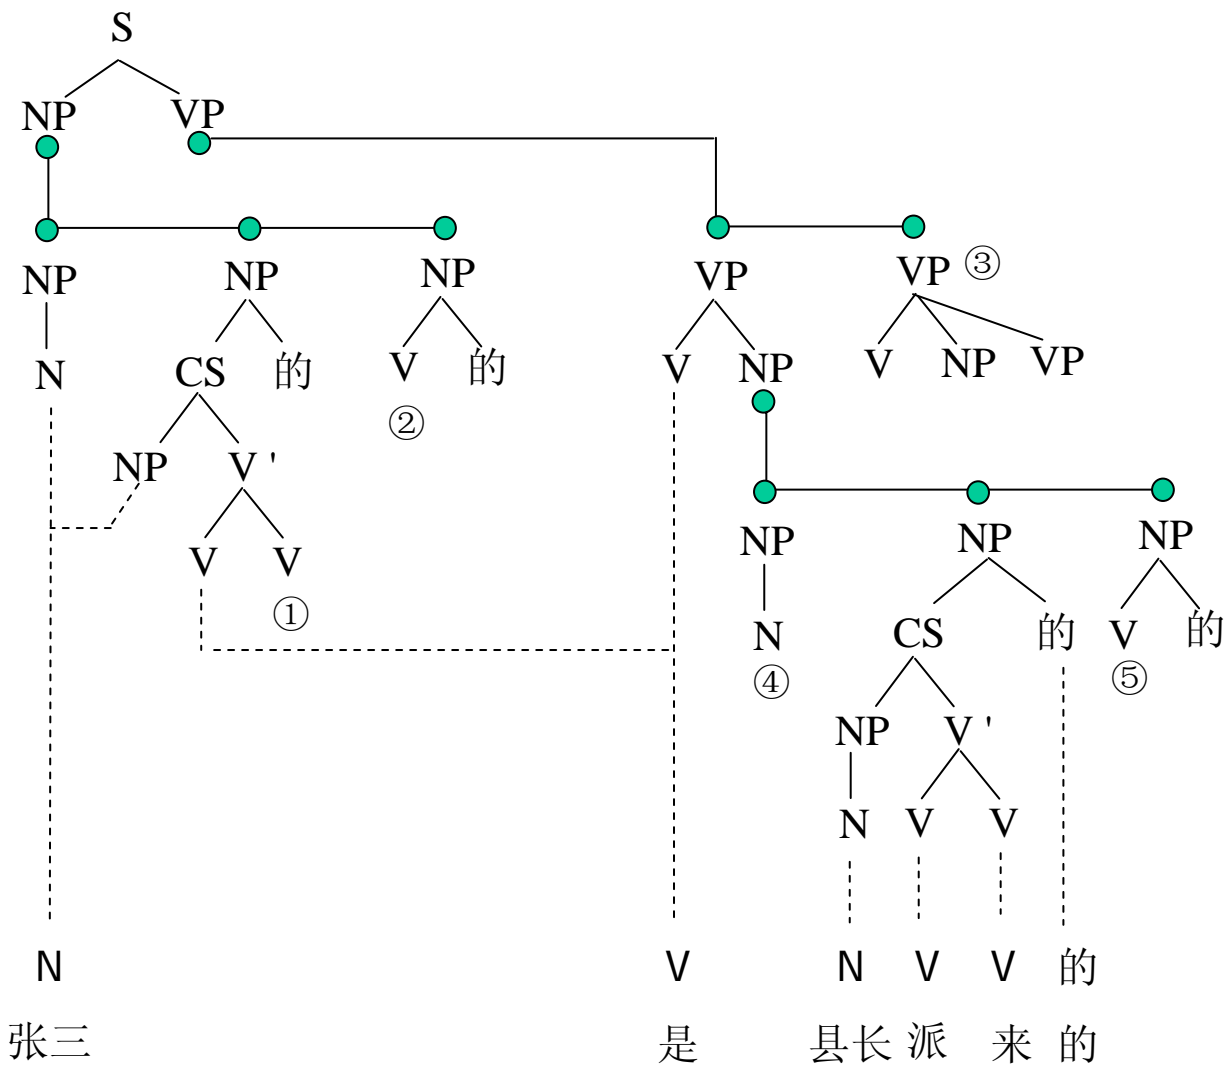 S
NP VP
NP NP NP VP VP ③
N CS 的 V 的 V NP V NP VP
②
NP V '
NP NP NP
V V
① N CS 的 V 的
④ ⑤
NP V '
N V V
N V N V V 的
张三 是 县长 派 来 的